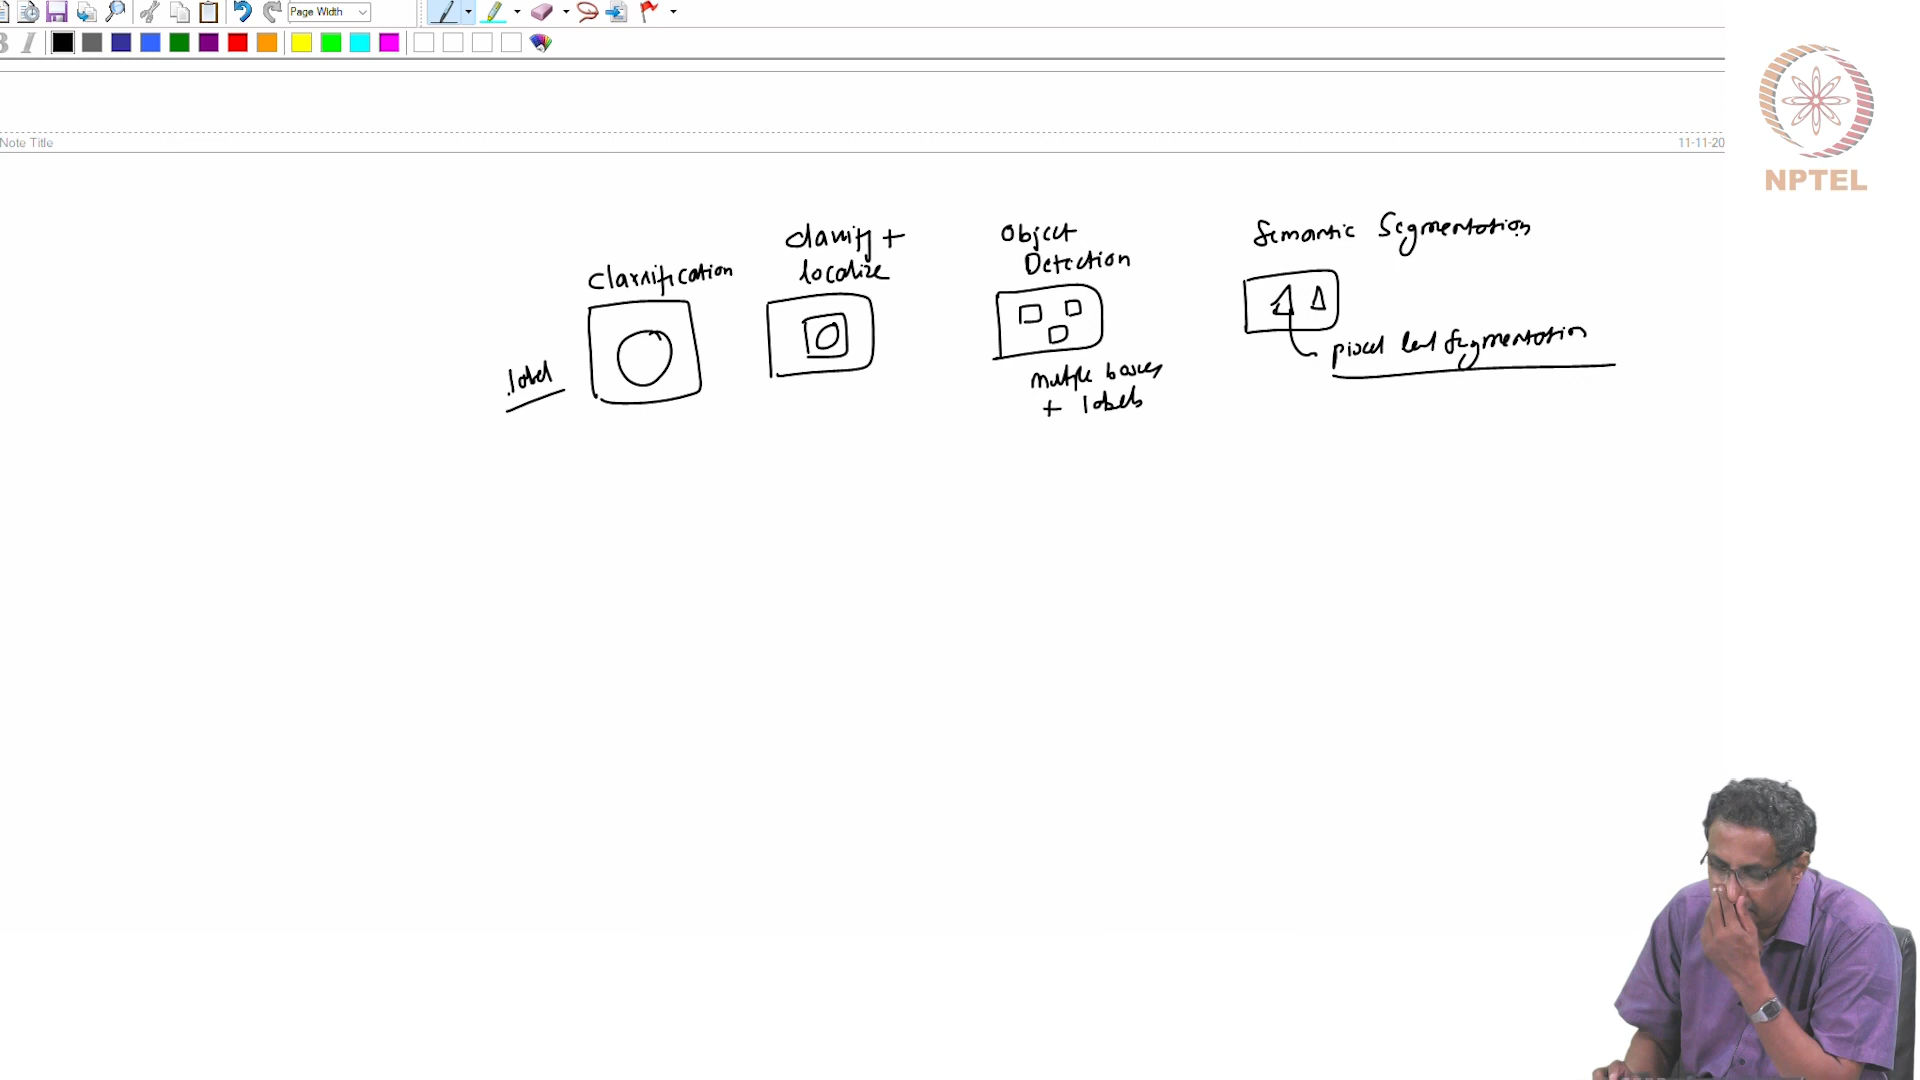 Page Width
B I
NPTEL
Note Title
11-11-20
Classification
Classify +
localize
Object
Detection
Semantic Segmentation
label
Multiple boxes
+ labels
pixel level Segmentation